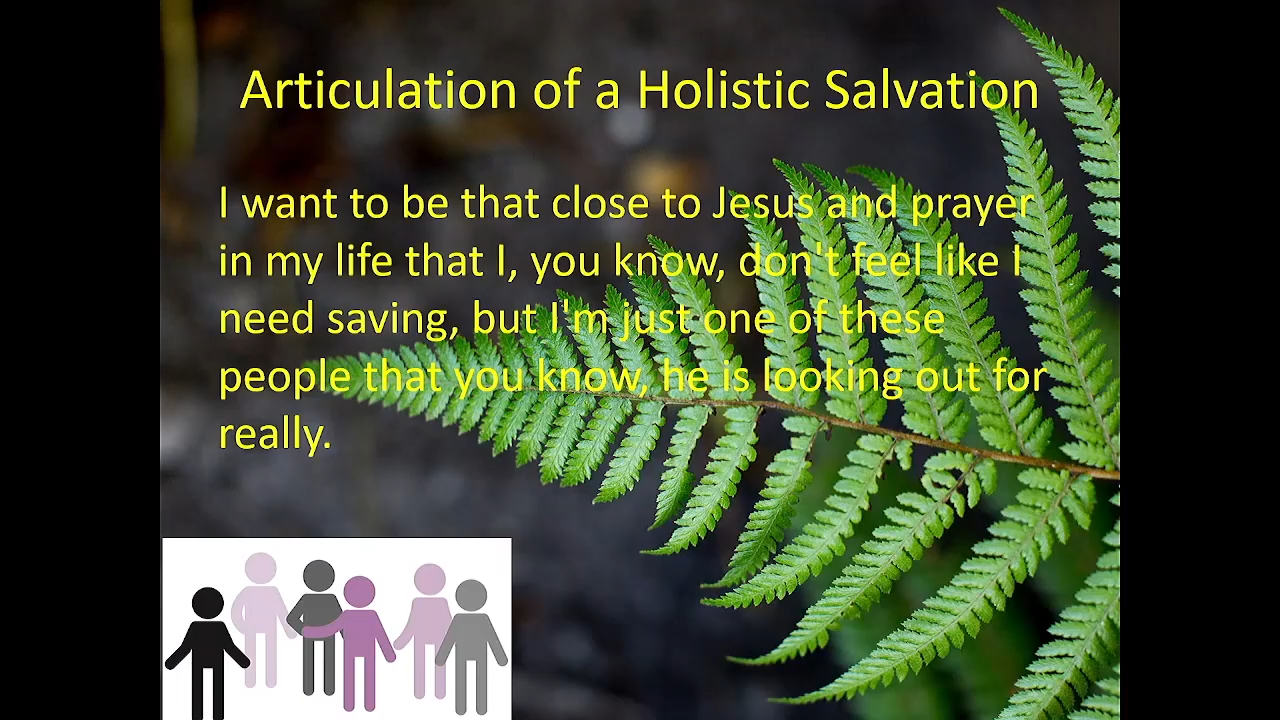 Articulation of a Holistic Salvation
I want to be that close to Jesus and prayer
in my life that I, you know, don't feel like I
need saving, but I'm just one of these
people that you know, he is looking out for
really.